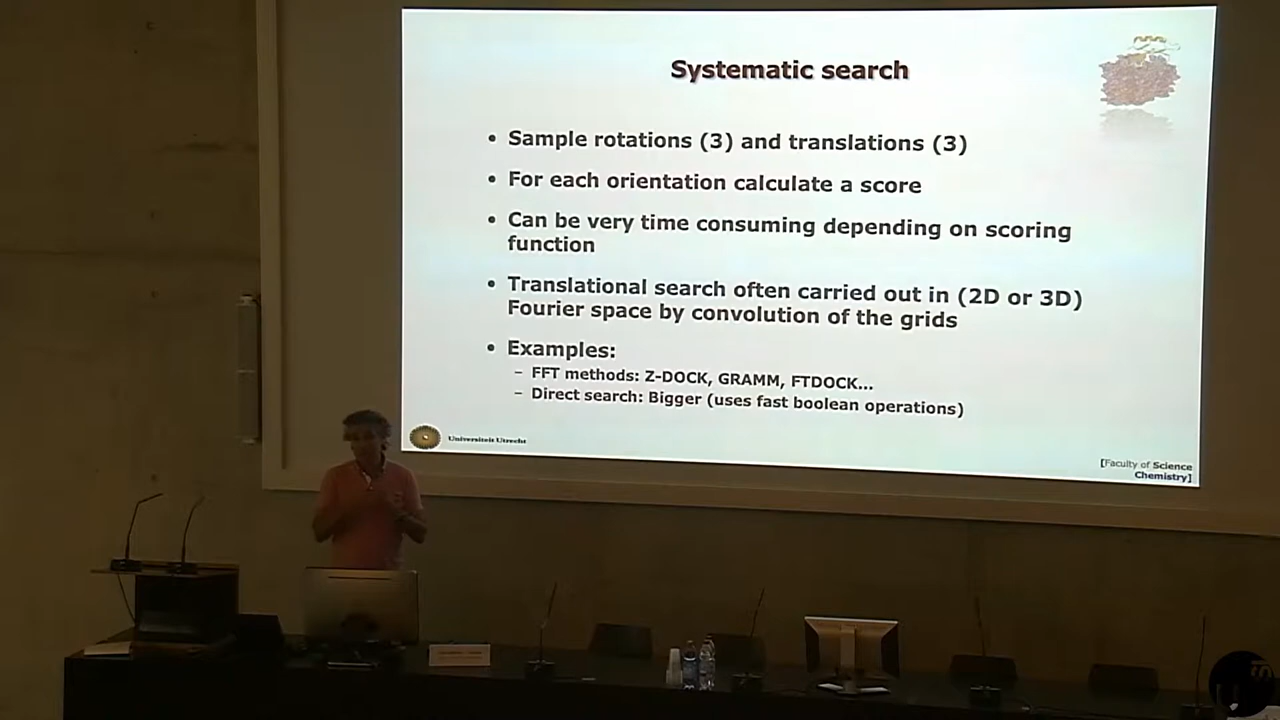 Systematic search
• Sample rotations (3) and translations (3)
• For each orientation calculate a score
• Can be very time consuming depending on scoring
function
• Translational search often carried out in (2D or 3D)
Fourier space by convolution of the grids
• Examples:
– FFT methods: Z-DOCK, GRAMM, FTDOCK...
– Direct search: Bigger (uses fast boolean operations)
Universiteit Utrecht
[Faculty of Science
Chemistry]